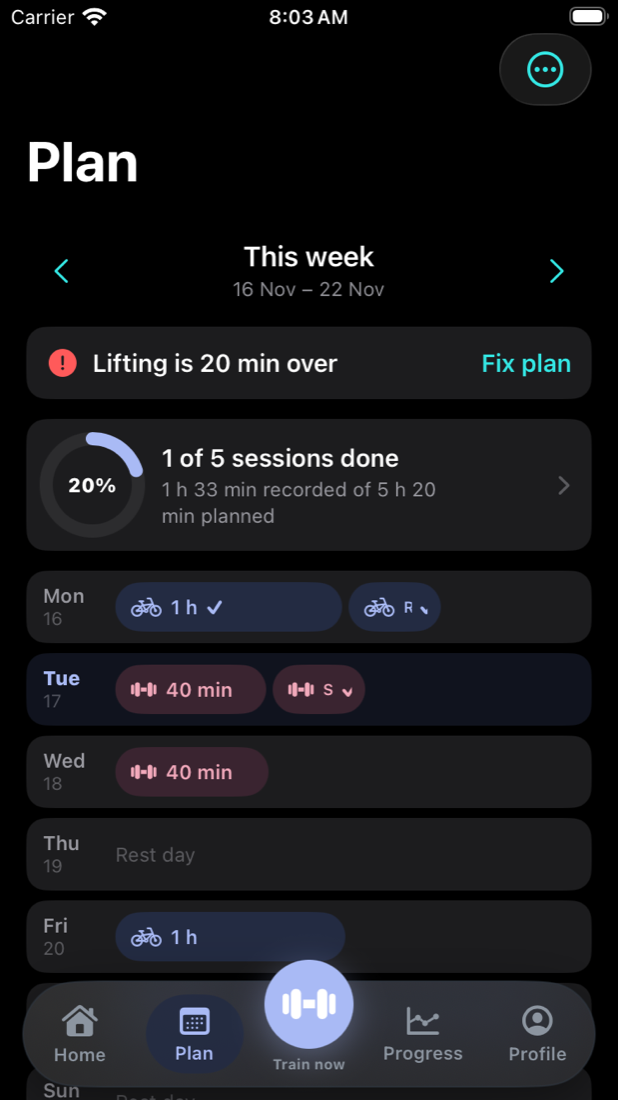 Carrier
8:03 AM
Plan
This week
16 Nov – 22 Nov
Lifting is 20 min over
Fix plan
20%
1 of 5 sessions done
1 h 33 min recorded of 5 h 20
min planned
Mon
16
1 h
R
Tue
17
40 min
S
Wed
18
40 min
Thu
19
Rest day
Fri
20
1 h
Home
Plan
Train now
Progress
Profile
Sun
Rest day